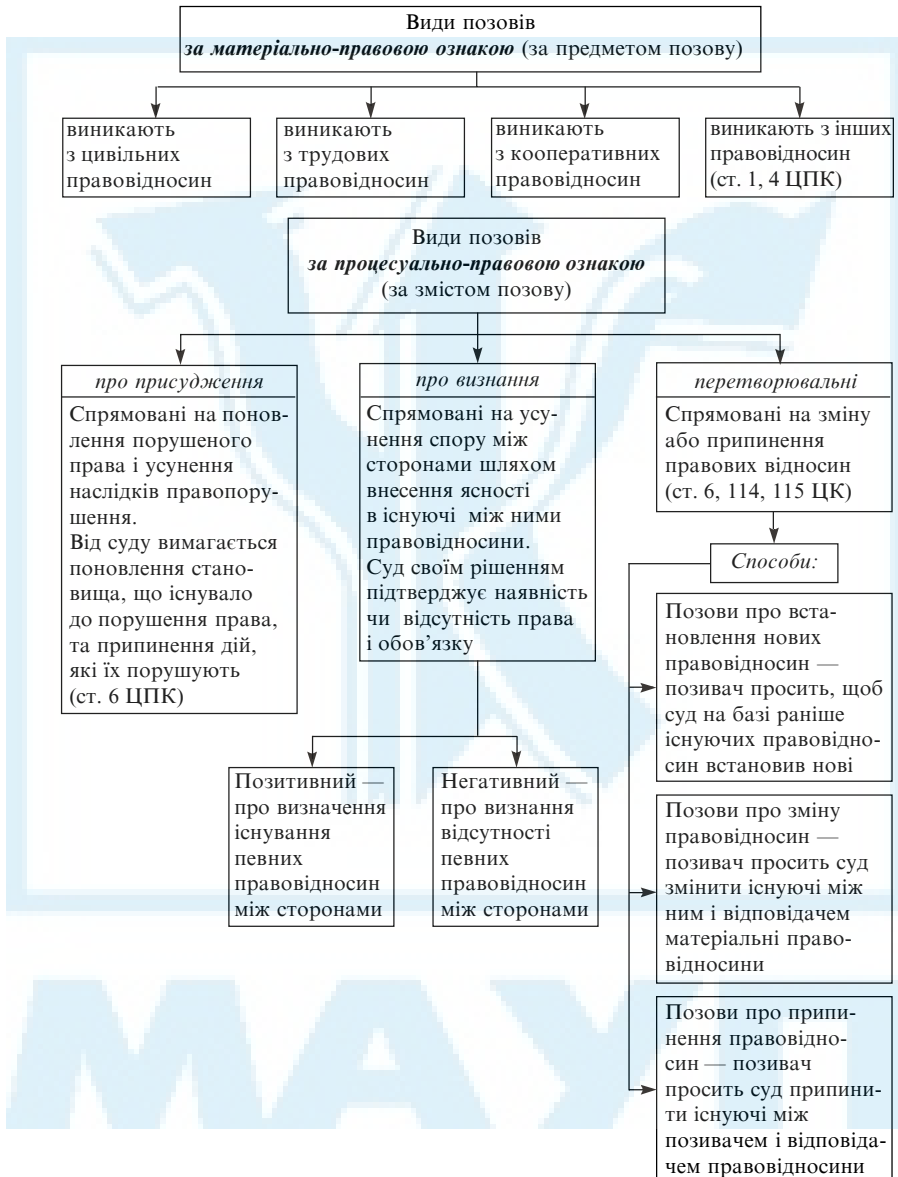 Види позовів
за матеріально-правовою ознакою (за предметом позову)
виникають
з цивільних
правовідносин
виникають
з трудових
правовідносин
виникають
з кооперативних
правовідносин
виникають з інших
правовідносин
(ст. 1, 4 ЦПК)
Види позовів
за процесуально-правовою ознакою
(за змістом позову)
про присудження
Спрямовані на понов-
лення порушеного
права і усунення
наслідків правопору-
шення.
Від суду вимагається
поновлення стано-
вища, що існувало
до порушення права,
та припинення дій,
які їх порушують
(ст. 6 ЦПК)
про визнання
Спрямовані на усу-
нення спору між
сторонами шляхом
внесення ясності
в існуючі між ними
правовідносини.
Суд своїм рішенням
підтверджує наявність
чи відсутність права
і обов’язку
перетворювальні
Спрямовані на зміну
або припинення
правових відносин
(ст. 6, 114, 115 ЦК)
Способи:
Позитивний —
про визначення
існування
певних
правовідносин
між сторонами
Негативний —
про визнання
відсутності
певних
правовідносин
між сторонами
Позови про вста-
новлення нових
правовідносин —
позивач просить, щоб
суд на базі раніше
існуючих правовідно-
син встановив нові
Позови про зміну
правовідносин —
позивач просить суд
змінити існуючі між
ним і відповідачем
матеріальні право-
відносини
Позови про припи-
нення правовідно-
син — позивач
просить суд припини-
ти існуючі між
позивачем і відповіда-
чем правовідносини
МАУП